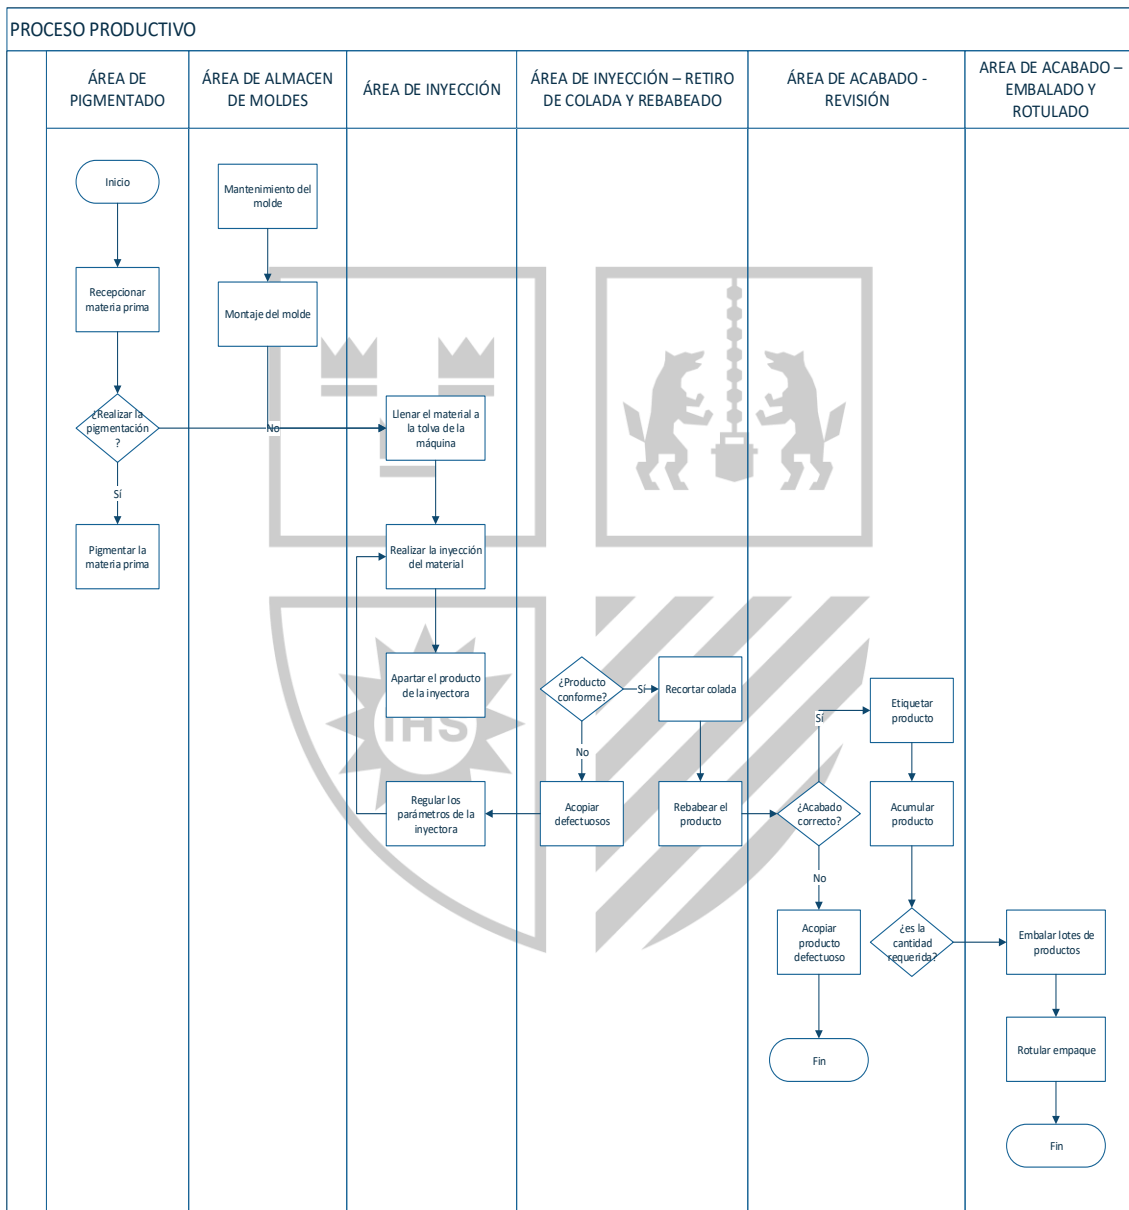 PROCESO PRODUCTIVO
ÁREA DE
PIGMENTADO
ÁREA DE ALMACEN
DE MOLDES
ÁREA DE INYECCIÓN
ÁREA DE INYECCIÓN – RETIRO
DE COLADA Y REBABEADO
ÁREA DE ACABADO -
REVISIÓN
AREA DE ACABADO –
EMBALADO Y
ROTULADO
Inicio
Recepcionar
materia prima
¿Realizar la
pigmentación
?
No
Sí
Pigmentar la
materia prima
Mantenimiento del
molde
Montaje del molde
Llenar el material a
la tolva de la
máquina
Realizar la inyección
del material
Apartar el producto
de la inyectora
IHS
Regular los
parámetros de la
inyectora
¿Producto
conforme?
Sí
No
Acopiar
defectuosos
Recortar colada
Rebabear el
producto
¿Acabado
correcto?
Sí
No
Acopiar
producto
defectuoso
Fin
Etiquetar
producto
Acumular
producto
¿es la
cantidad
requerida?
Embalar lotes de
productos
Rotular empaque
Fin